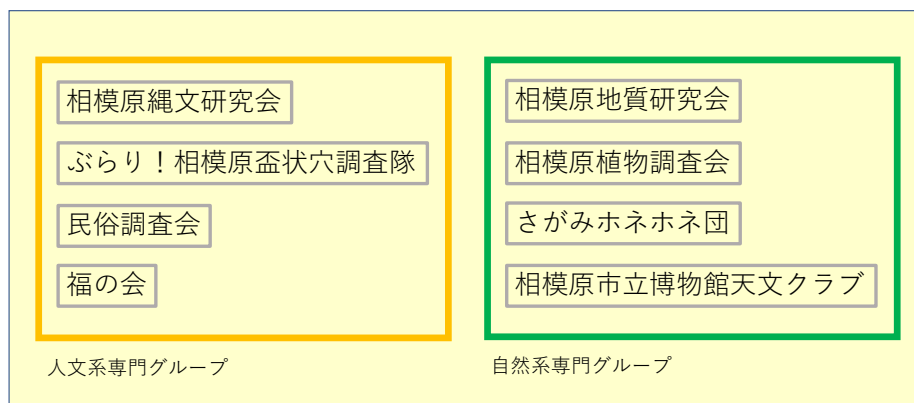 相模原縄文研究会
ぶらり！相模原盃状穴調査隊
民俗調査会
福の会
人文系専門グループ
相模原地質研究会
相模原植物調査会
さがみホネホネ団
相模原市立博物館天文クラブ
自然系専門グループ